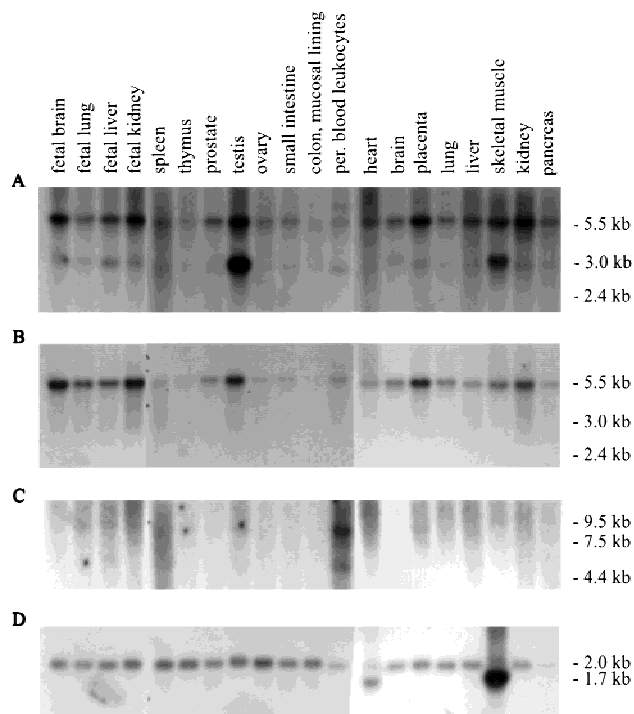 fetal brain
fetal lung
fetal liver
fetal kidney
spleen
thymus
prostate
testis
ovary
small intestine
colon, mucosal lining
per. blood leukocytes
heart
brain
placenta
lung
liver
skeletal muscle
kidney
pancreas
A
- 5.5 kb
- 3.0 kb
- 2.4 kb
B
- 5.5 kb
- 3.0 kb
- 2.4 kb
C
- 9.5 kb
- 7.5 kb
- 4.4 kb
D
- 2.0 kb
- 1.7 kb